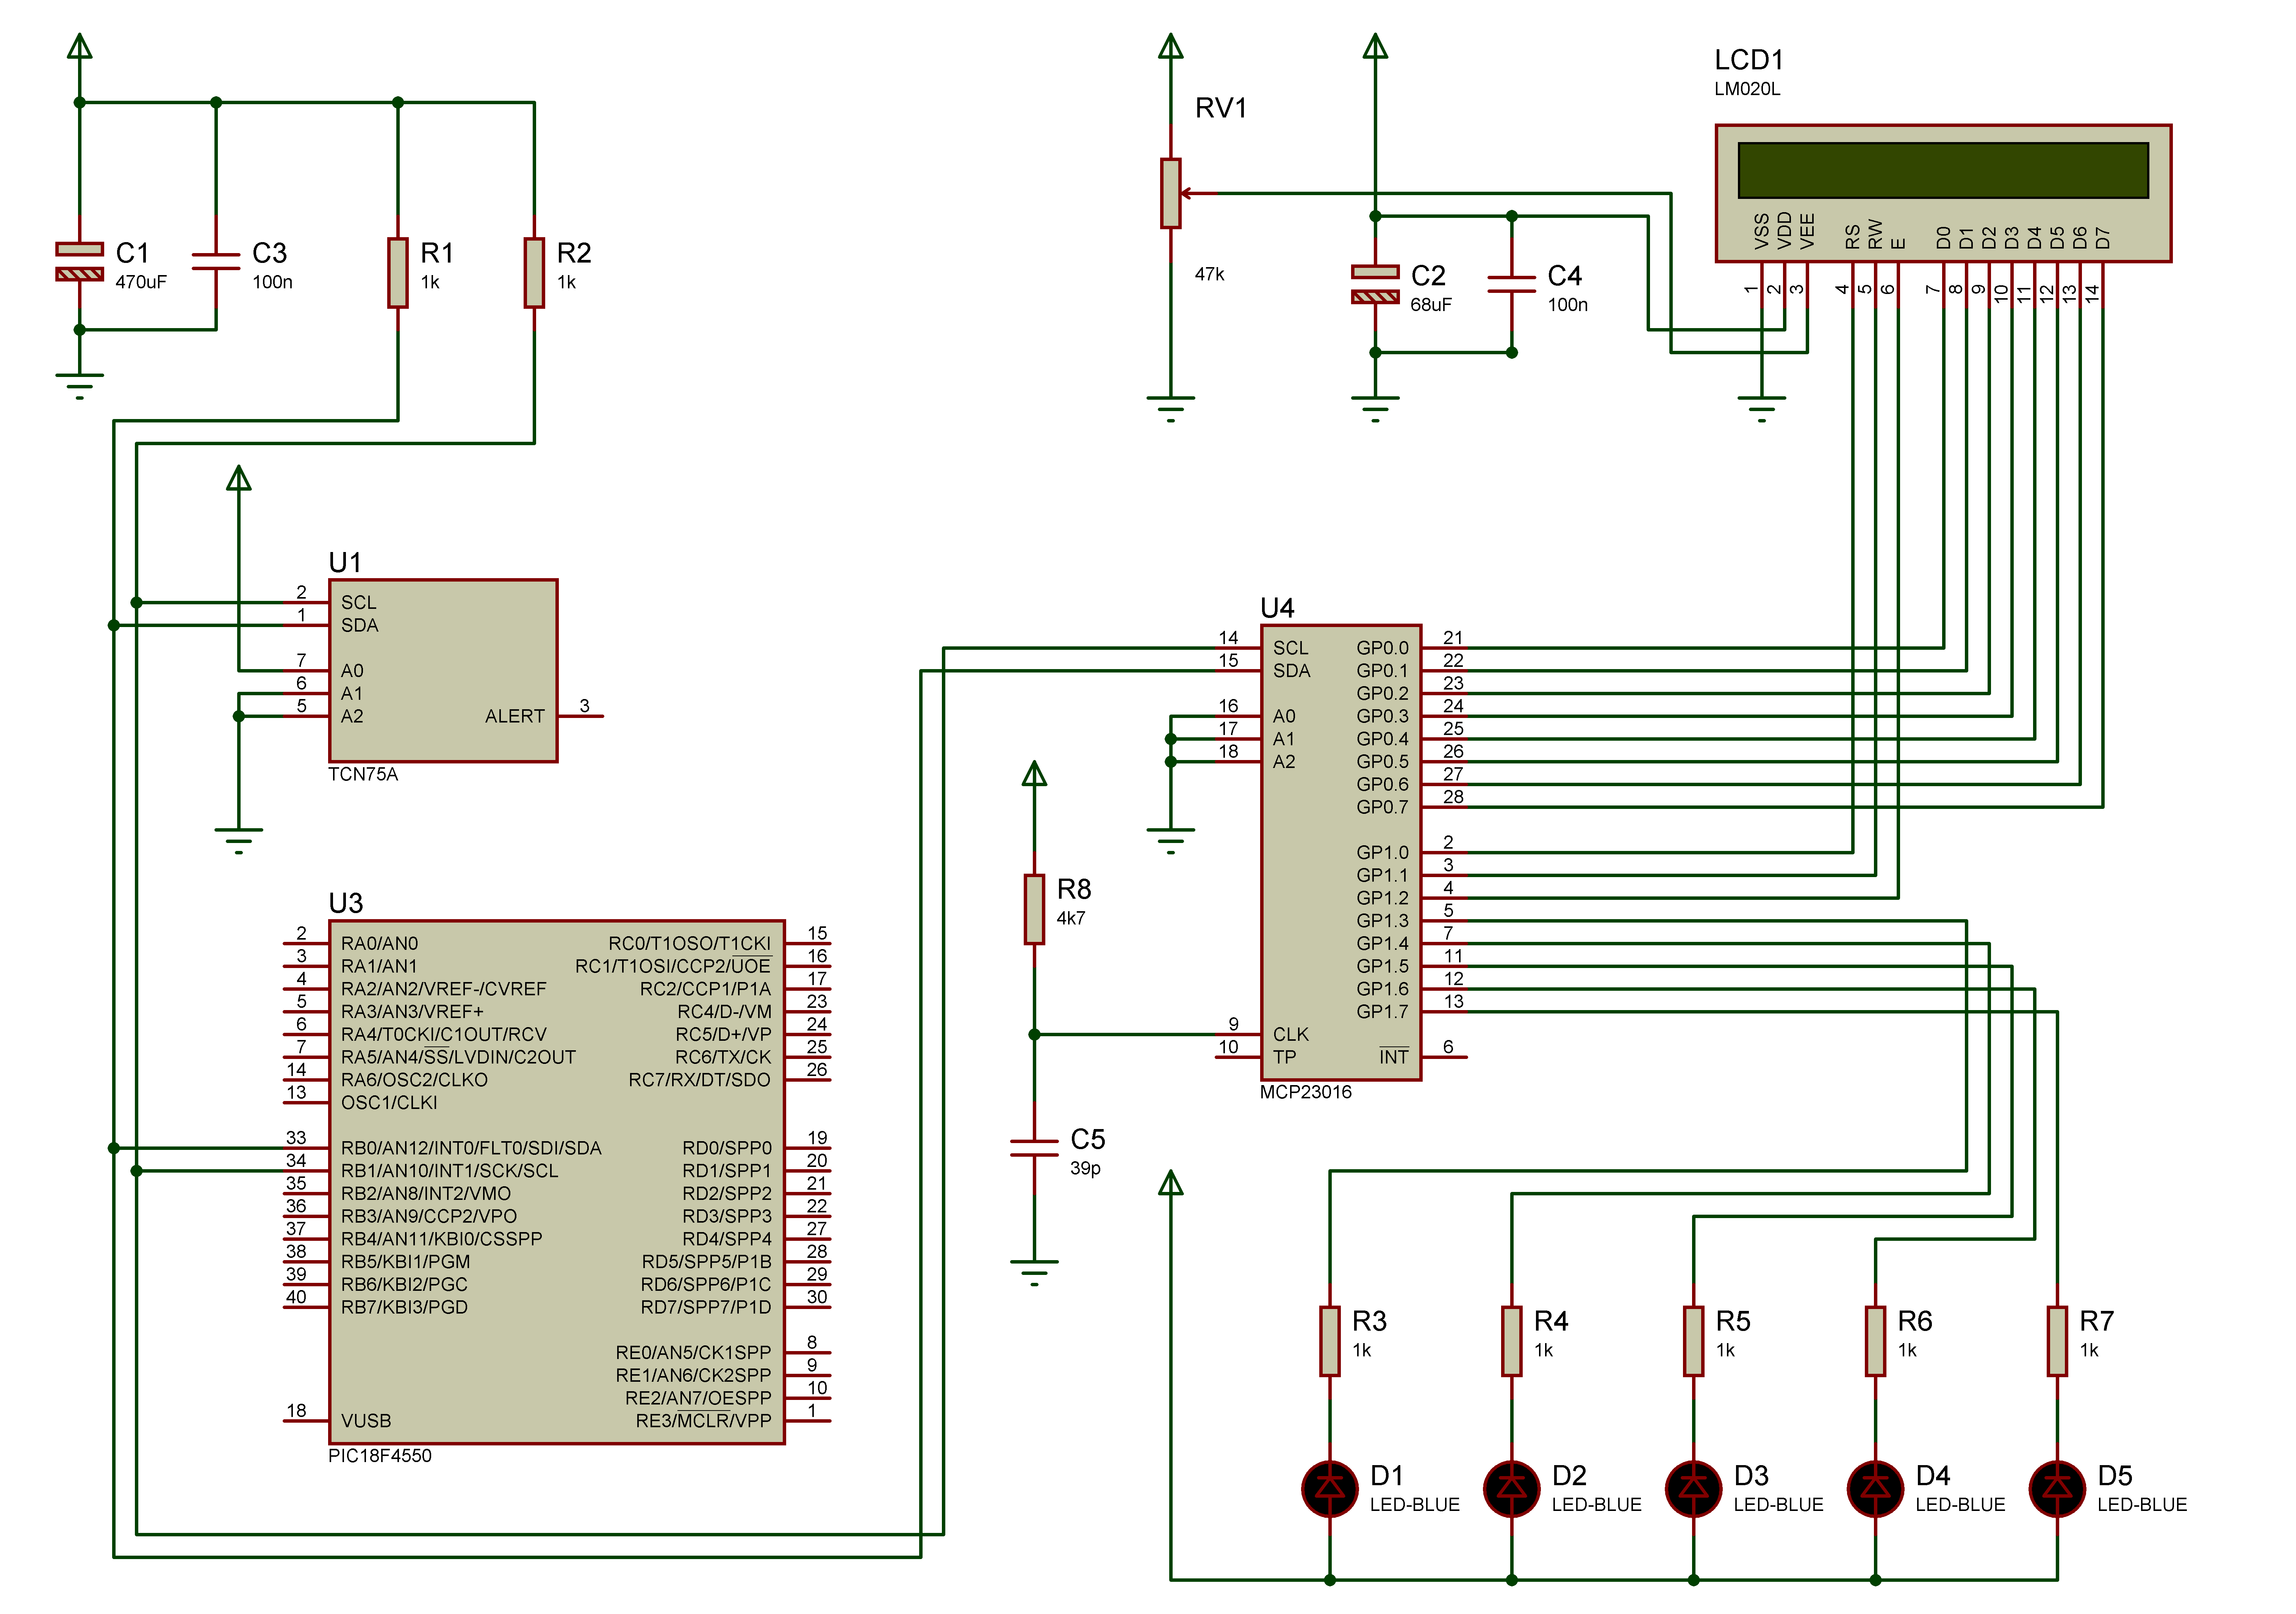 C1
470uF
C3
100n
R1
1k
R2
1k
RV1
47k
C2
68uF
C4
100n
LCD1
LM020L
VSS
VDD
VEE
RS
RW
E
D0
D1
D2
D3
D4
D5
D6
D7
1
2
3
4
5
6
7
8
9
10
11
12
13
14
U1
2
SCL
1
SDA
7
A0
6
A1
5
A2
ALERT
3
TCN75A
U3
2
RA0/AN0
3
RA1/AN1
4
RA2/AN2/VREF-/CVREF
5
RA3/AN3/VREF+
6
RA4/T0CKI/C1OUT/RCV
7
RA5/AN4/SS/LVDIN/C2OUT
14
RA6/OSC2/CLKO
13
OSC1/CLKI
33
RB0/AN12/INT0/FLT0/SDI/SDA
34
RB1/AN10/INT1/SCK/SCL
35
RB2/AN8/INT2/VMO
36
RB3/AN9/CCP2/VPO
37
RB4/AN11/KBI0/CSSPP
38
RB5/KBI1/PGM
39
RB6/KBI2/PGC
40
RB7/KBI3/PGD
18
VUSB
RC0/T1OSO/T1CKI
15
RC1/T1OSI/CCP2/UOE
16
RC2/CCP1/P1A
17
RC4/D-/VM
23
RC5/D+/VP
24
RC6/TX/CK
25
RC7/RX/DT/SDO
26
RD0/SPP0
19
RD1/SPP1
20
RD2/SPP2
21
RD3/SPP3
22
RD4/SPP4
27
RD5/SPP5/P1B
28
RD6/SPP6/P1C
29
RD7/SPP7/P1D
30
RE0/AN5/CK1SPP
8
RE1/AN6/CK2SPP
9
RE2/AN7/OESPP
10
RE3/MCLR/VPP
1
PIC18F4550
U4
14
SCL
15
SDA
16
A0
17
A1
18
A2
9
CLK
10
TP
GP0.0
21
GP0.1
22
GP0.2
23
GP0.3
24
GP0.4
25
GP0.5
26
GP0.6
27
GP0.7
28
GP1.0
2
GP1.1
3
GP1.2
4
GP1.3
5
GP1.4
7
GP1.5
11
GP1.6
12
GP1.7
13
INT
6
MCP23016
R8
4k7
C5
39p
R3
1k
R4
1k
R5
1k
R6
1k
R7
1k
D1
LED-BLUE
D2
LED-BLUE
D3
LED-BLUE
D4
LED-BLUE
D5
LED-BLUE